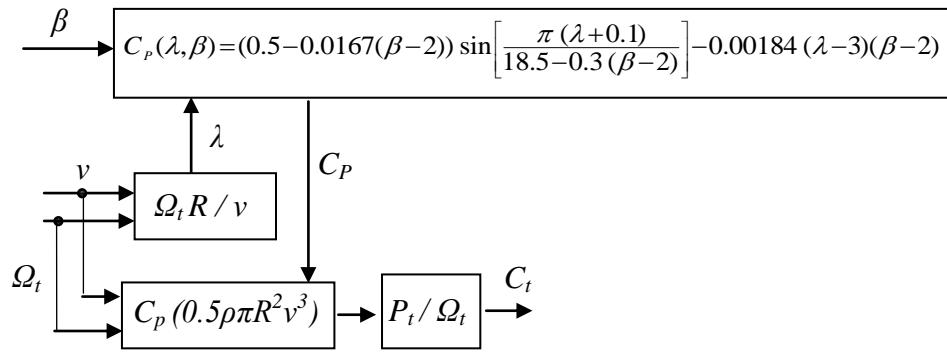 β
C_P(λ,β)=(0.5−0.0167(β−2)) sin[π(λ+0.1)/18.5−0.3(β−2)]−0.00184(λ−3)(β−2)
λ
C_P
v
Ω_t R / v
Ω_t
C_p (0.5ρπR²v³)
P_t / Ω_t
C_t